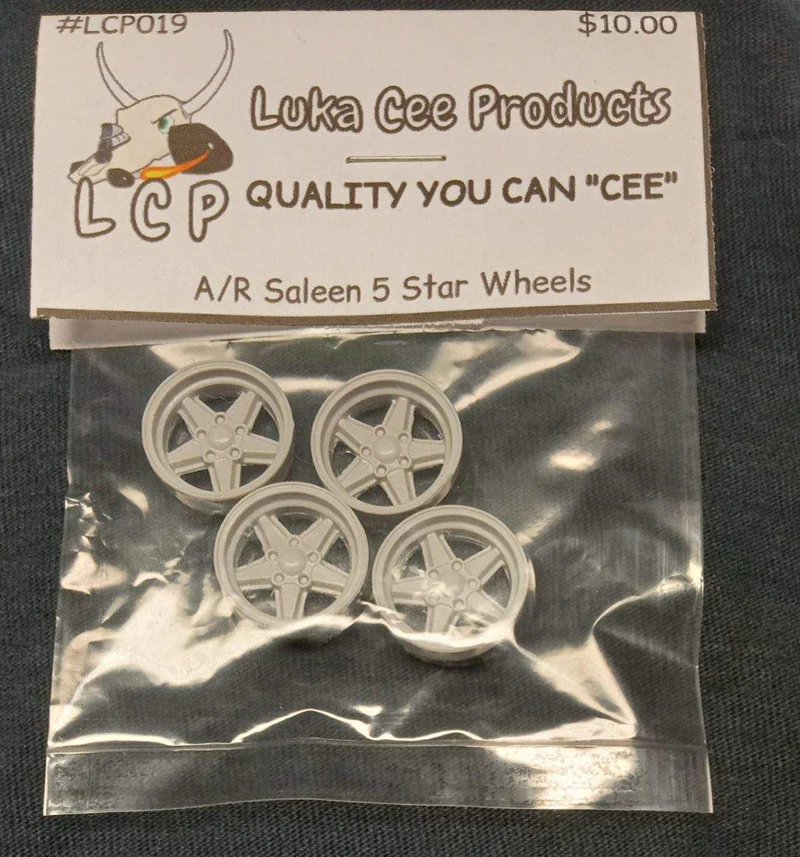 #LCP019
$10.00
Luka Cee Products
LCP
QUALITY YOU CAN "CEE"
A/R Saleen 5 Star Wheels